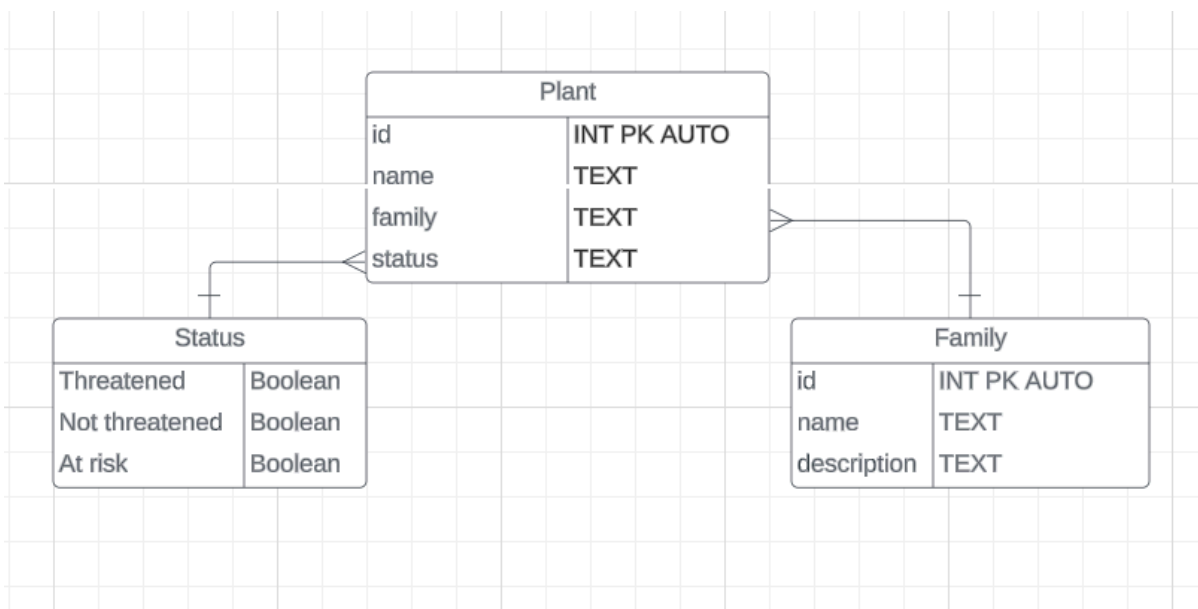 Plant
id INT PK AUTO
name TEXT
family TEXT
status TEXT
Status
Threatened Boolean
Not threatened Boolean
At risk Boolean
Family
id INT PK AUTO
name TEXT
description TEXT